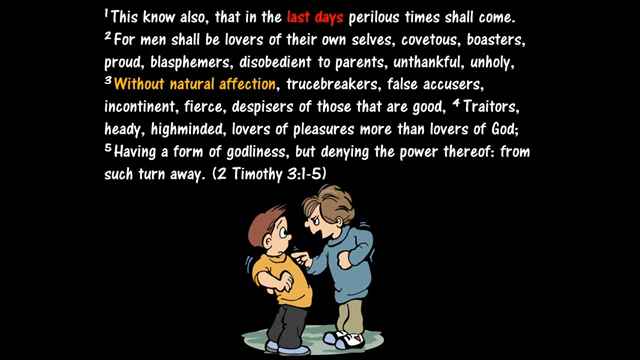 1This know also, that in the last days perilous times shall come.
2For men shall be lovers of their own selves, covetous, boasters,
proud, blasphemers, disobedient to parents, unthankful, unholy,
3Without natural affection, trucebreakers, false accusers,
incontinent, fierce, despisers of those that are good, 4Traitors,
heady, highminded, lovers of pleasures more than lovers of God;
5Having a form of godliness, but denying the power thereof: from
such turn away. (2 Timothy 3:1-5)